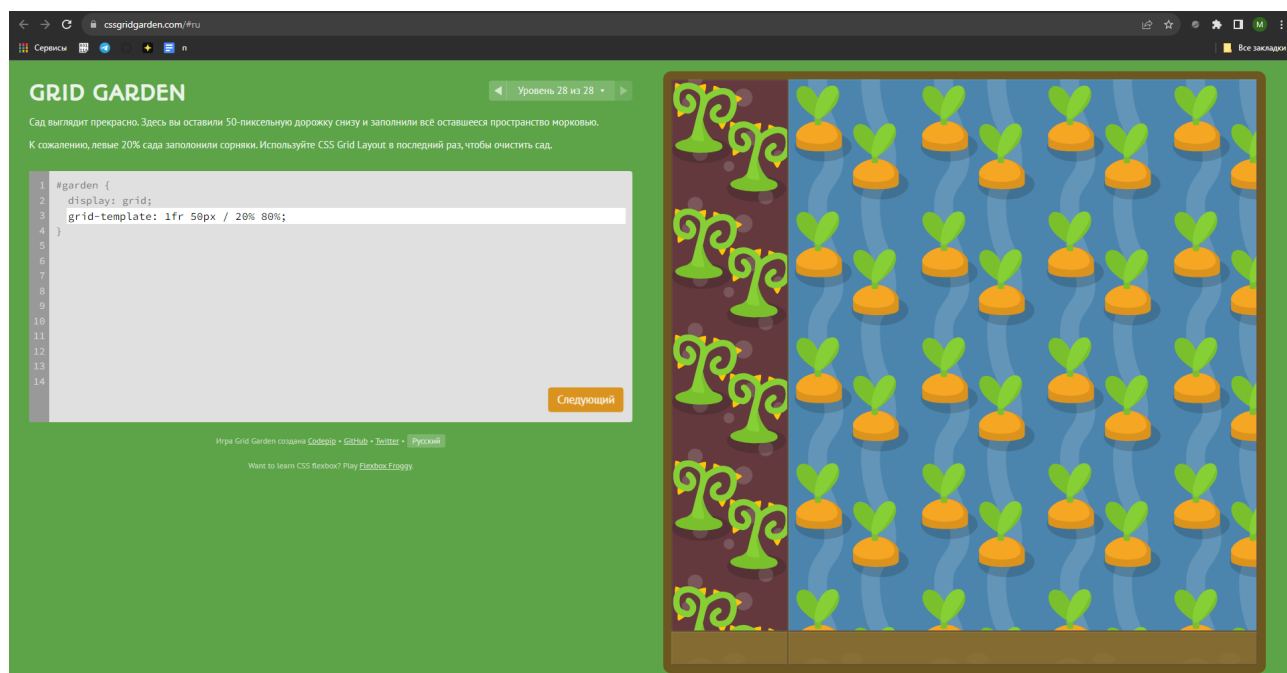 cssgridgarden.com/#ru
M
Сервисы
n
Все закладки
GRID GARDEN
Уровень 28 из 28
Сад выглядит прекрасно. Здесь вы оставили 50-пиксельную дорожку снизу и заполнили всё оставшееся пространство морковью.
К сожалению, левые 20% сада заполонили сорняки. Используйте CSS Grid Layout в последний раз, чтобы очистить сад.
1 #garden {
2 display: grid;
3 grid-template: 1fr 50px / 20% 80%;
4 }
5
6
7
8
9
10
11
12
13
14
Следующий
Игра Grid Garden создана Codepip • GitHub • Twitter • Русский
Want to learn CSS flexbox? Play Flexbox Froggy.